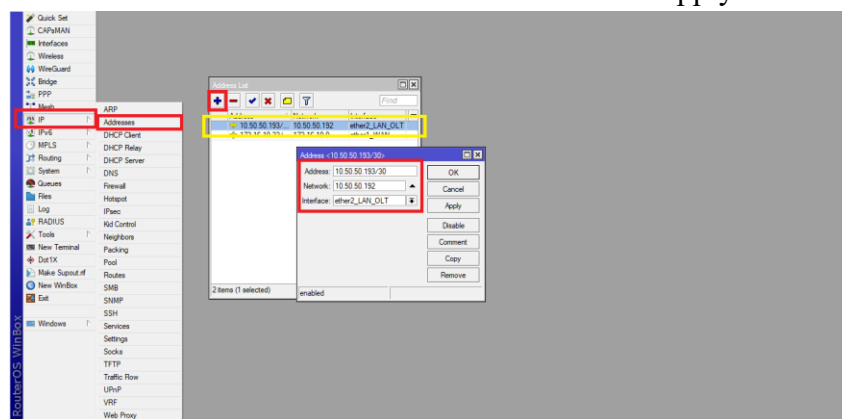 pply
Quick Set
CAPsMAN
Interfaces
Wireless
WireGuard
Bridge
PPP
Mesh
IP
IPv6
MPLS
Routing
System
Queues
Files
Log
RADIUS
Tools
New Terminal
Dot1X
Make Supout.rif
New WinBox
Exit
Windows
RouterOS WinBox
ARP
Addresses
DHCP Client
DHCP Relay
DHCP Server
DNS
Firewall
Hotspot
IPsec
Kid Control
Neighbors
Packing
Pool
Routes
SMB
SNMP
SSH
Services
Settings
Socks
TFTP
Traffic Flow
UPnP
VRF
Web Proxy
Address List
Find
Address Network Interface
10.50.50.193/... 10.50.50.192 ether2_LAN_OLT
ether1_WAN
2 items (1 selected)
Address <10.50.50.193/30>
Address: 10.50.50.193/30
Network: 10.50.50.192
Interface: ether2_LAN_OLT
OK
Cancel
Apply
Disable
Comment
Copy
Remove
enabled